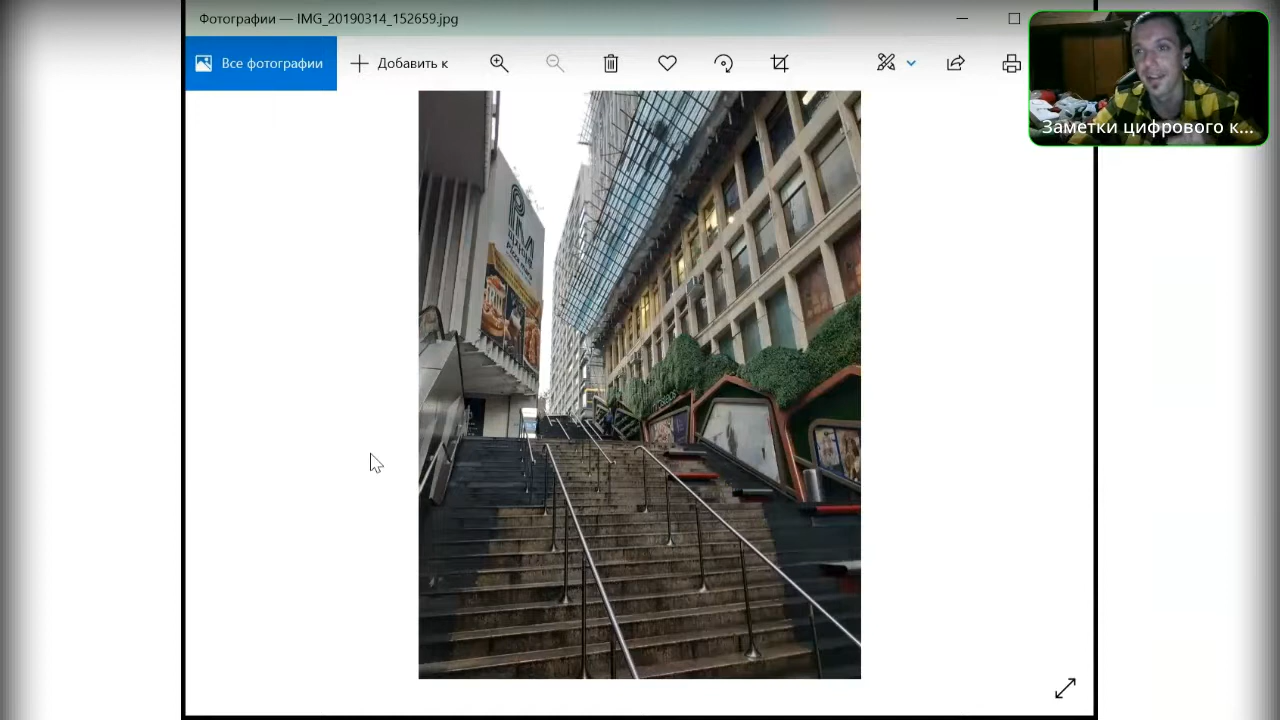 Фотографии — IMG_20190314_152659.jpg
Все фотографии
Добавить к
Заметки цифрового к...